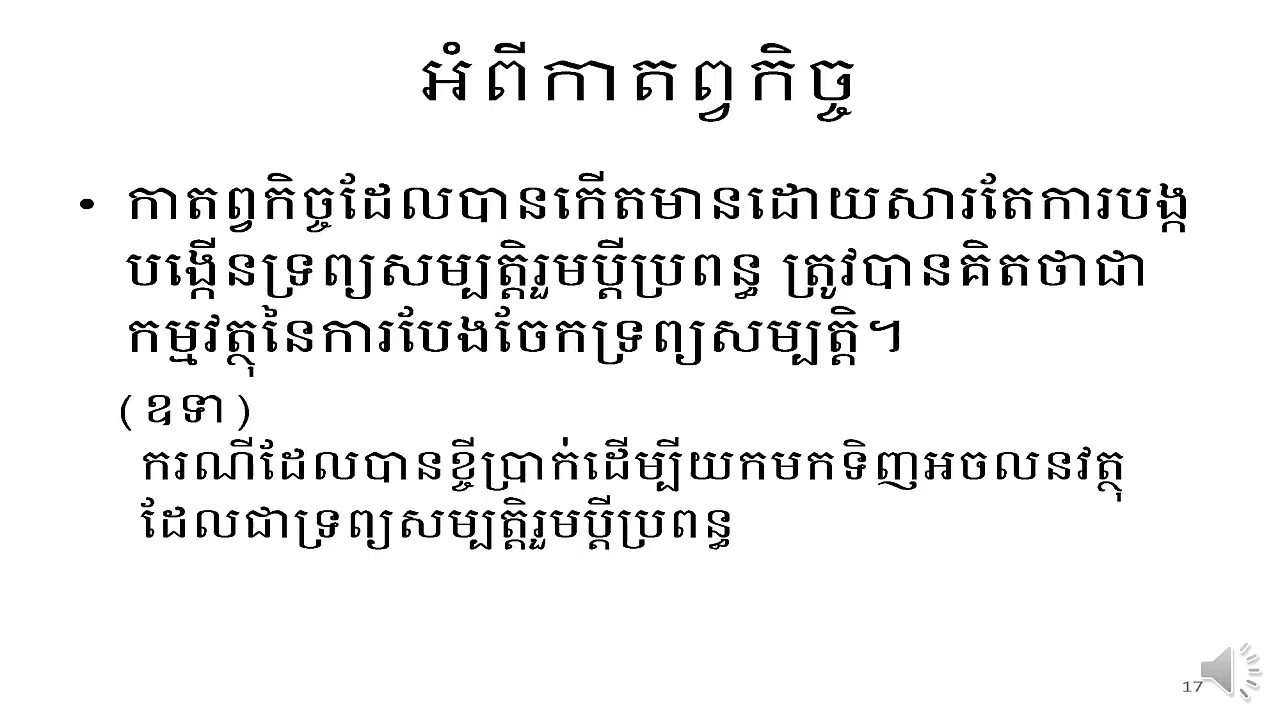 អំពីកាតព្វកិច្ច
• កាតព្វកិច្ចដែលបានកើតមានដោយសារតែការបង្ក
បង្កើនទ្រព្យសម្បត្តិរួមប្តីប្រពន្ធ ត្រូវបានគិតថាជា
កម្មវត្ថុនៃការបែងចែកទ្រព្យសម្បត្តិ។
(ឧទា)
ករណីដែលបានខ្ចីប្រាក់ដើម្បីយកមកទិញអចលនវត្ថុ
ដែលជាទ្រព្យសម្បត្តិរួមប្តីប្រពន្ធ
17